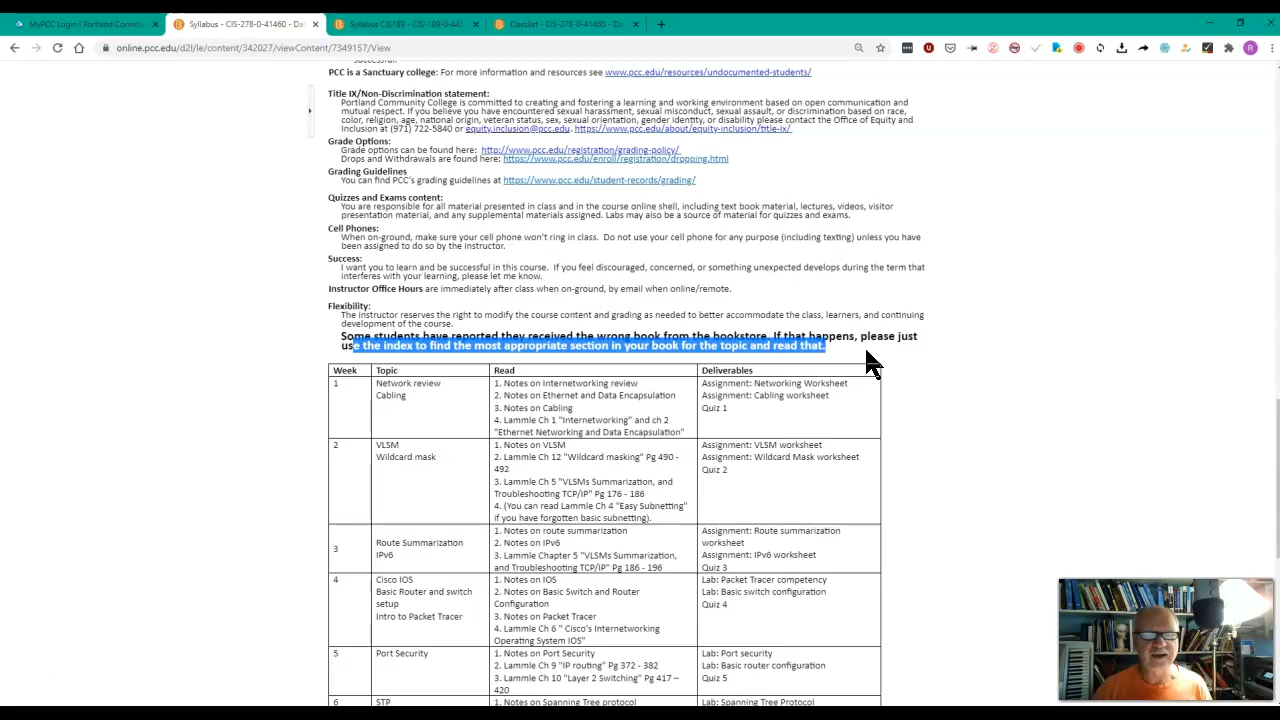 MyPCC Login | Portland Commu
Syllabus - CIS-278-0-41460 - Dat
Syllabus CIS189 - CIS-189-0-443
Classlist - CIS-278-0-41460 - Dat
online.pcc.edu/d2l/le/content/342027/viewContent/7349157/View
PCC is a Sanctuary college: For more information and resources see www.pcc.edu/resources/undocumented-students/
Title IX/Non-Discrimination statement:
Portland Community College is committed to creating and fostering a learning and working environment based on open communication and
mutual respect. If you believe you have encountered sexual harassment, sexual misconduct, sexual assault, or discrimination based on race,
color, religion, age, national origin, veteran status, sex, sexual orientation, gender identity, or disability please contact the Office of Equity and
Inclusion at (971) 722-5840 or equity.inclusion@pcc.edu. https://www.pcc.edu/about/equity-inclusion/title-ix/
Grade Options:
Grade options can be found here: http://www.pcc.edu/registration/grading-policy/
Drops and Withdrawals are found here: https://www.pcc.edu/enroll/registration/dropping.html
Grading Guidelines
You can find PCC's grading guidelines at https://www.pcc.edu/student-records/grading/
Quizzes and Exams content:
You are responsible for all material presented in class and in the course online shell, including text book material, lectures, videos, visitor
presentation material, and any supplemental materials assigned. Labs may also be a source of material for quizzes and exams.
Cell Phones:
When on-ground, make sure your cell phone won't ring in class. Do not use your cell phone for any purpose (including texting) unless you have
been assigned to do so by the instructor.
Success:
I want you to learn and be successful in this course. If you feel discouraged, concerned, or something unexpected develops during the term that
interferes with your learning, please let me know.
Instructor Office Hours are immediately after class when on-ground, by email when online/remote.
Flexibility:
The instructor reserves the right to modify the course content and grading as needed to better accommodate the class, learners, and continuing
development of the course.
Some students have reported they received the wrong book from the bookstore. If that happens, please just
use the index to find the most appropriate section in your book for the topic and read that.
Week Topic Read Deliverables
1 Network review 1. Notes on Internetworking review Assignment: Networking Worksheet
Cabling 2. Notes on Ethernet and Data Encapsulation Assignment: Cabling worksheet
3. Notes on Cabling Quiz 1
4. Lammle Ch 1 "Internetworking" and ch 2
"Ethernet Networking and Data Encapsulation"
2 VLSM 1. Notes on VLSM Assignment: VLSM worksheet
Wildcard mask 2. Lammle Ch 12 "Wildcard masking" Pg 490 - Assignment: Wildcard Mask worksheet
492 Quiz 2
3. Lammle Ch 5 "VLSMs Summarization, and
Troubleshooting TCP/IP" Pg 176 - 186
4. (You can read Lammle Ch 4 "Easy Subnetting"
if you have forgotten basic subnetting).
1. Notes on route summarization Assignment: Route summarization
3 Route Summarization 2. Notes on IPv6 worksheet
IPv6 3. Lammle Chapter 5 "VLSMs Summarization, Assignment: IPv6 worksheet
and Troubleshooting TCP/IP" Pg 186 - 196 Quiz 3
4 Cisco IOS 1. Notes on IOS Lab: Packet Tracer competency
Basic Router and switch 2. Notes on Basic Switch and Router Lab: Basic switch configuration
setup Configuration Quiz 4
Intro to Packet Tracer 3. Notes on Packet Tracer
4. Lammle Ch 6 " Cisco's Internetworking
Operating System IOS"
5 Port Security 1. Notes on Port Security Lab: Port security
2. Lammle Ch 9 "IP routing" Pg 372 - 382 Lab: Basic router configuration
3. Lammle Ch 10 "Layer 2 Switching" Pg 417 – Quiz 5
420
6 STP 1. Notes on Spanning Tree protocol Lab: Spanning Tree Protocol